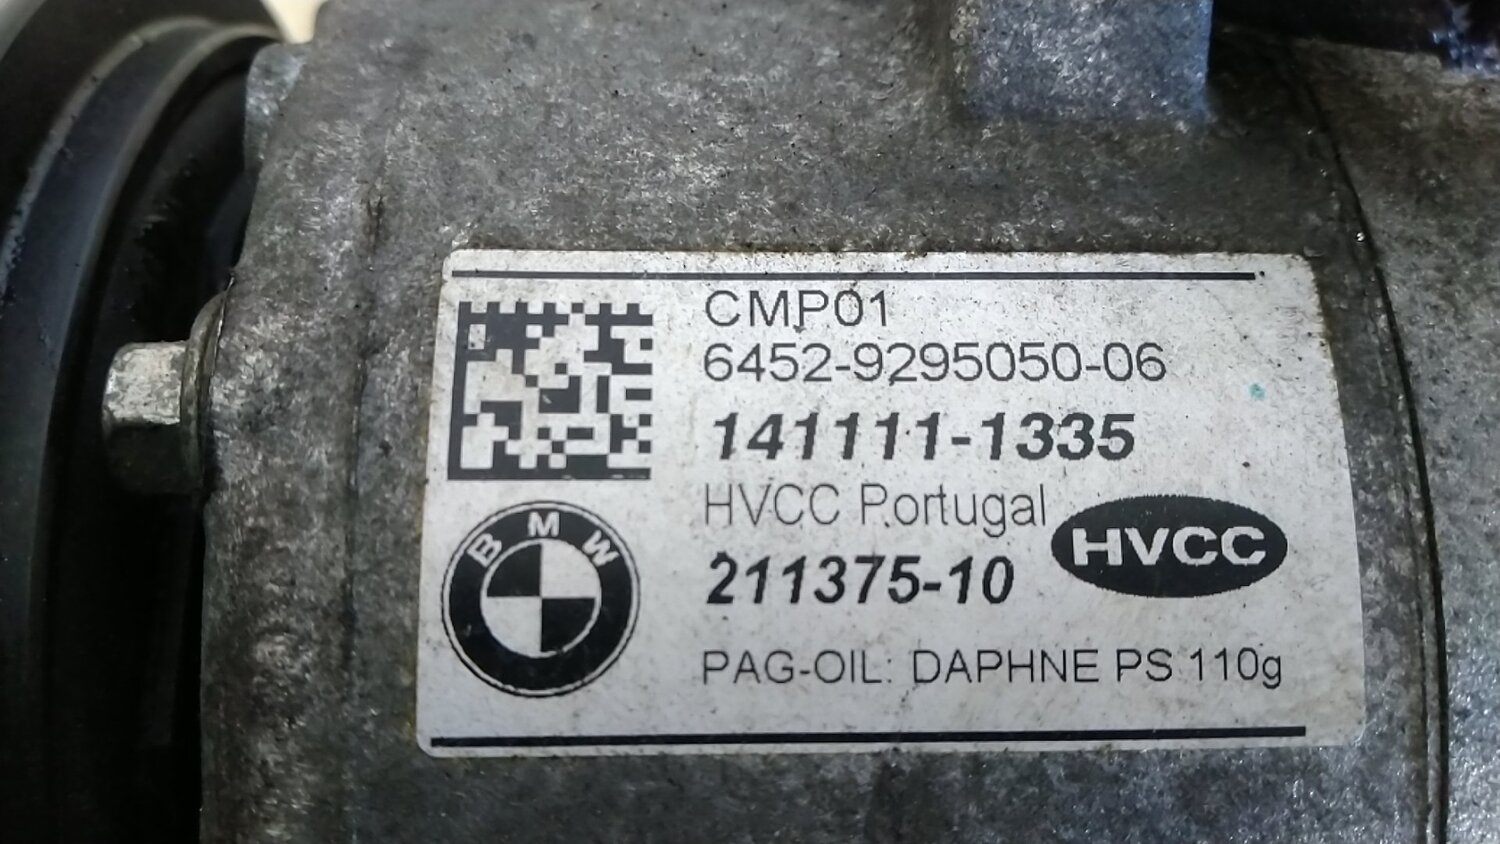 CMP01
6452-9295050-06
141111-1335
HVCC Portugal
HVCC
211375-10
PAG-OIL: DAPHNE PS 110g
BMW